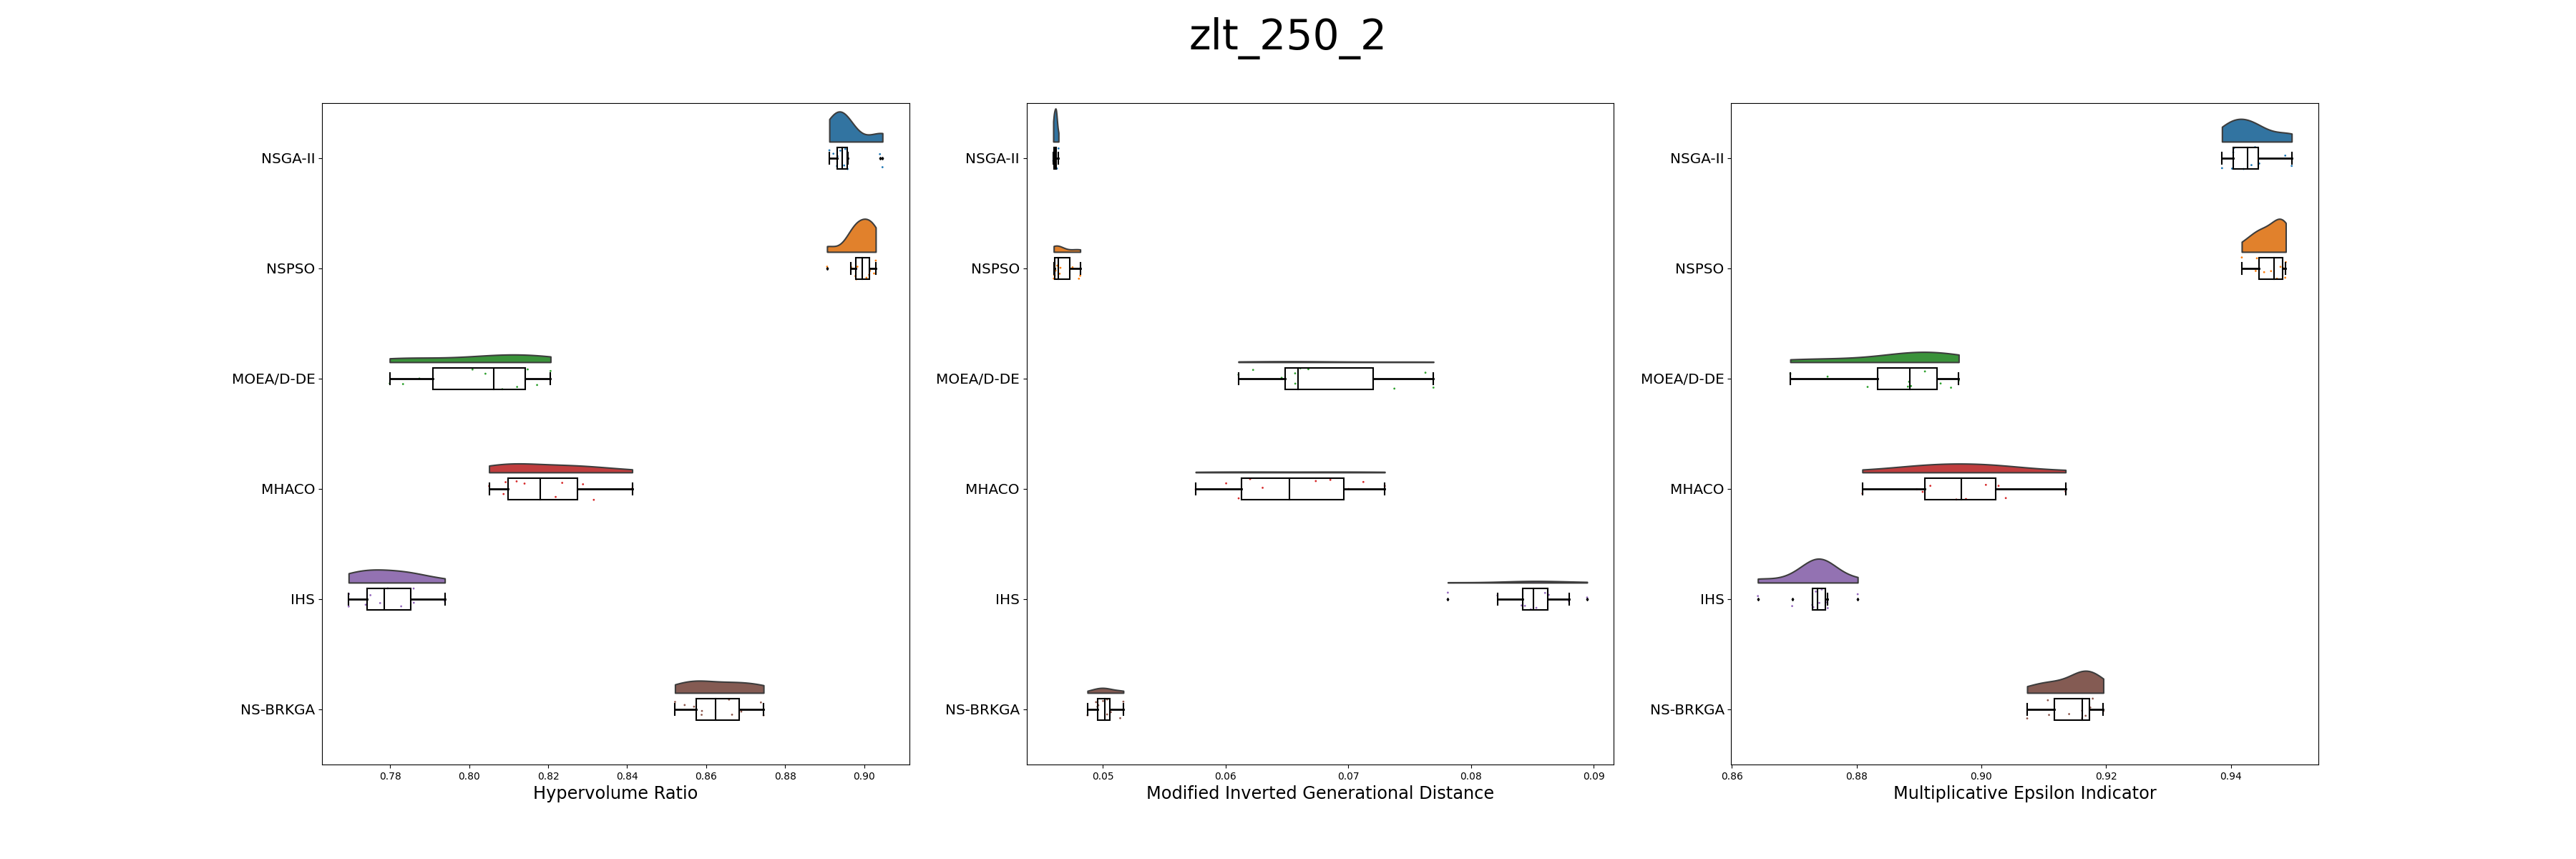 zlt_250_2
NSGA-II
NSPSO
MOEA/D-DE
MHACO
IHS
NS-BRKGA
0.78 0.80 0.82 0.84 0.86 0.88 0.90
Hypervolume Ratio
NSGA-II
NSPSO
MOEA/D-DE
MHACO
IHS
NS-BRKGA
0.05 0.06 0.07 0.08 0.09
Modified Inverted Generational Distance
NSGA-II
NSPSO
MOEA/D-DE
MHACO
IHS
NS-BRKGA
0.86 0.88 0.90 0.92 0.94
Multiplicative Epsilon Indicator